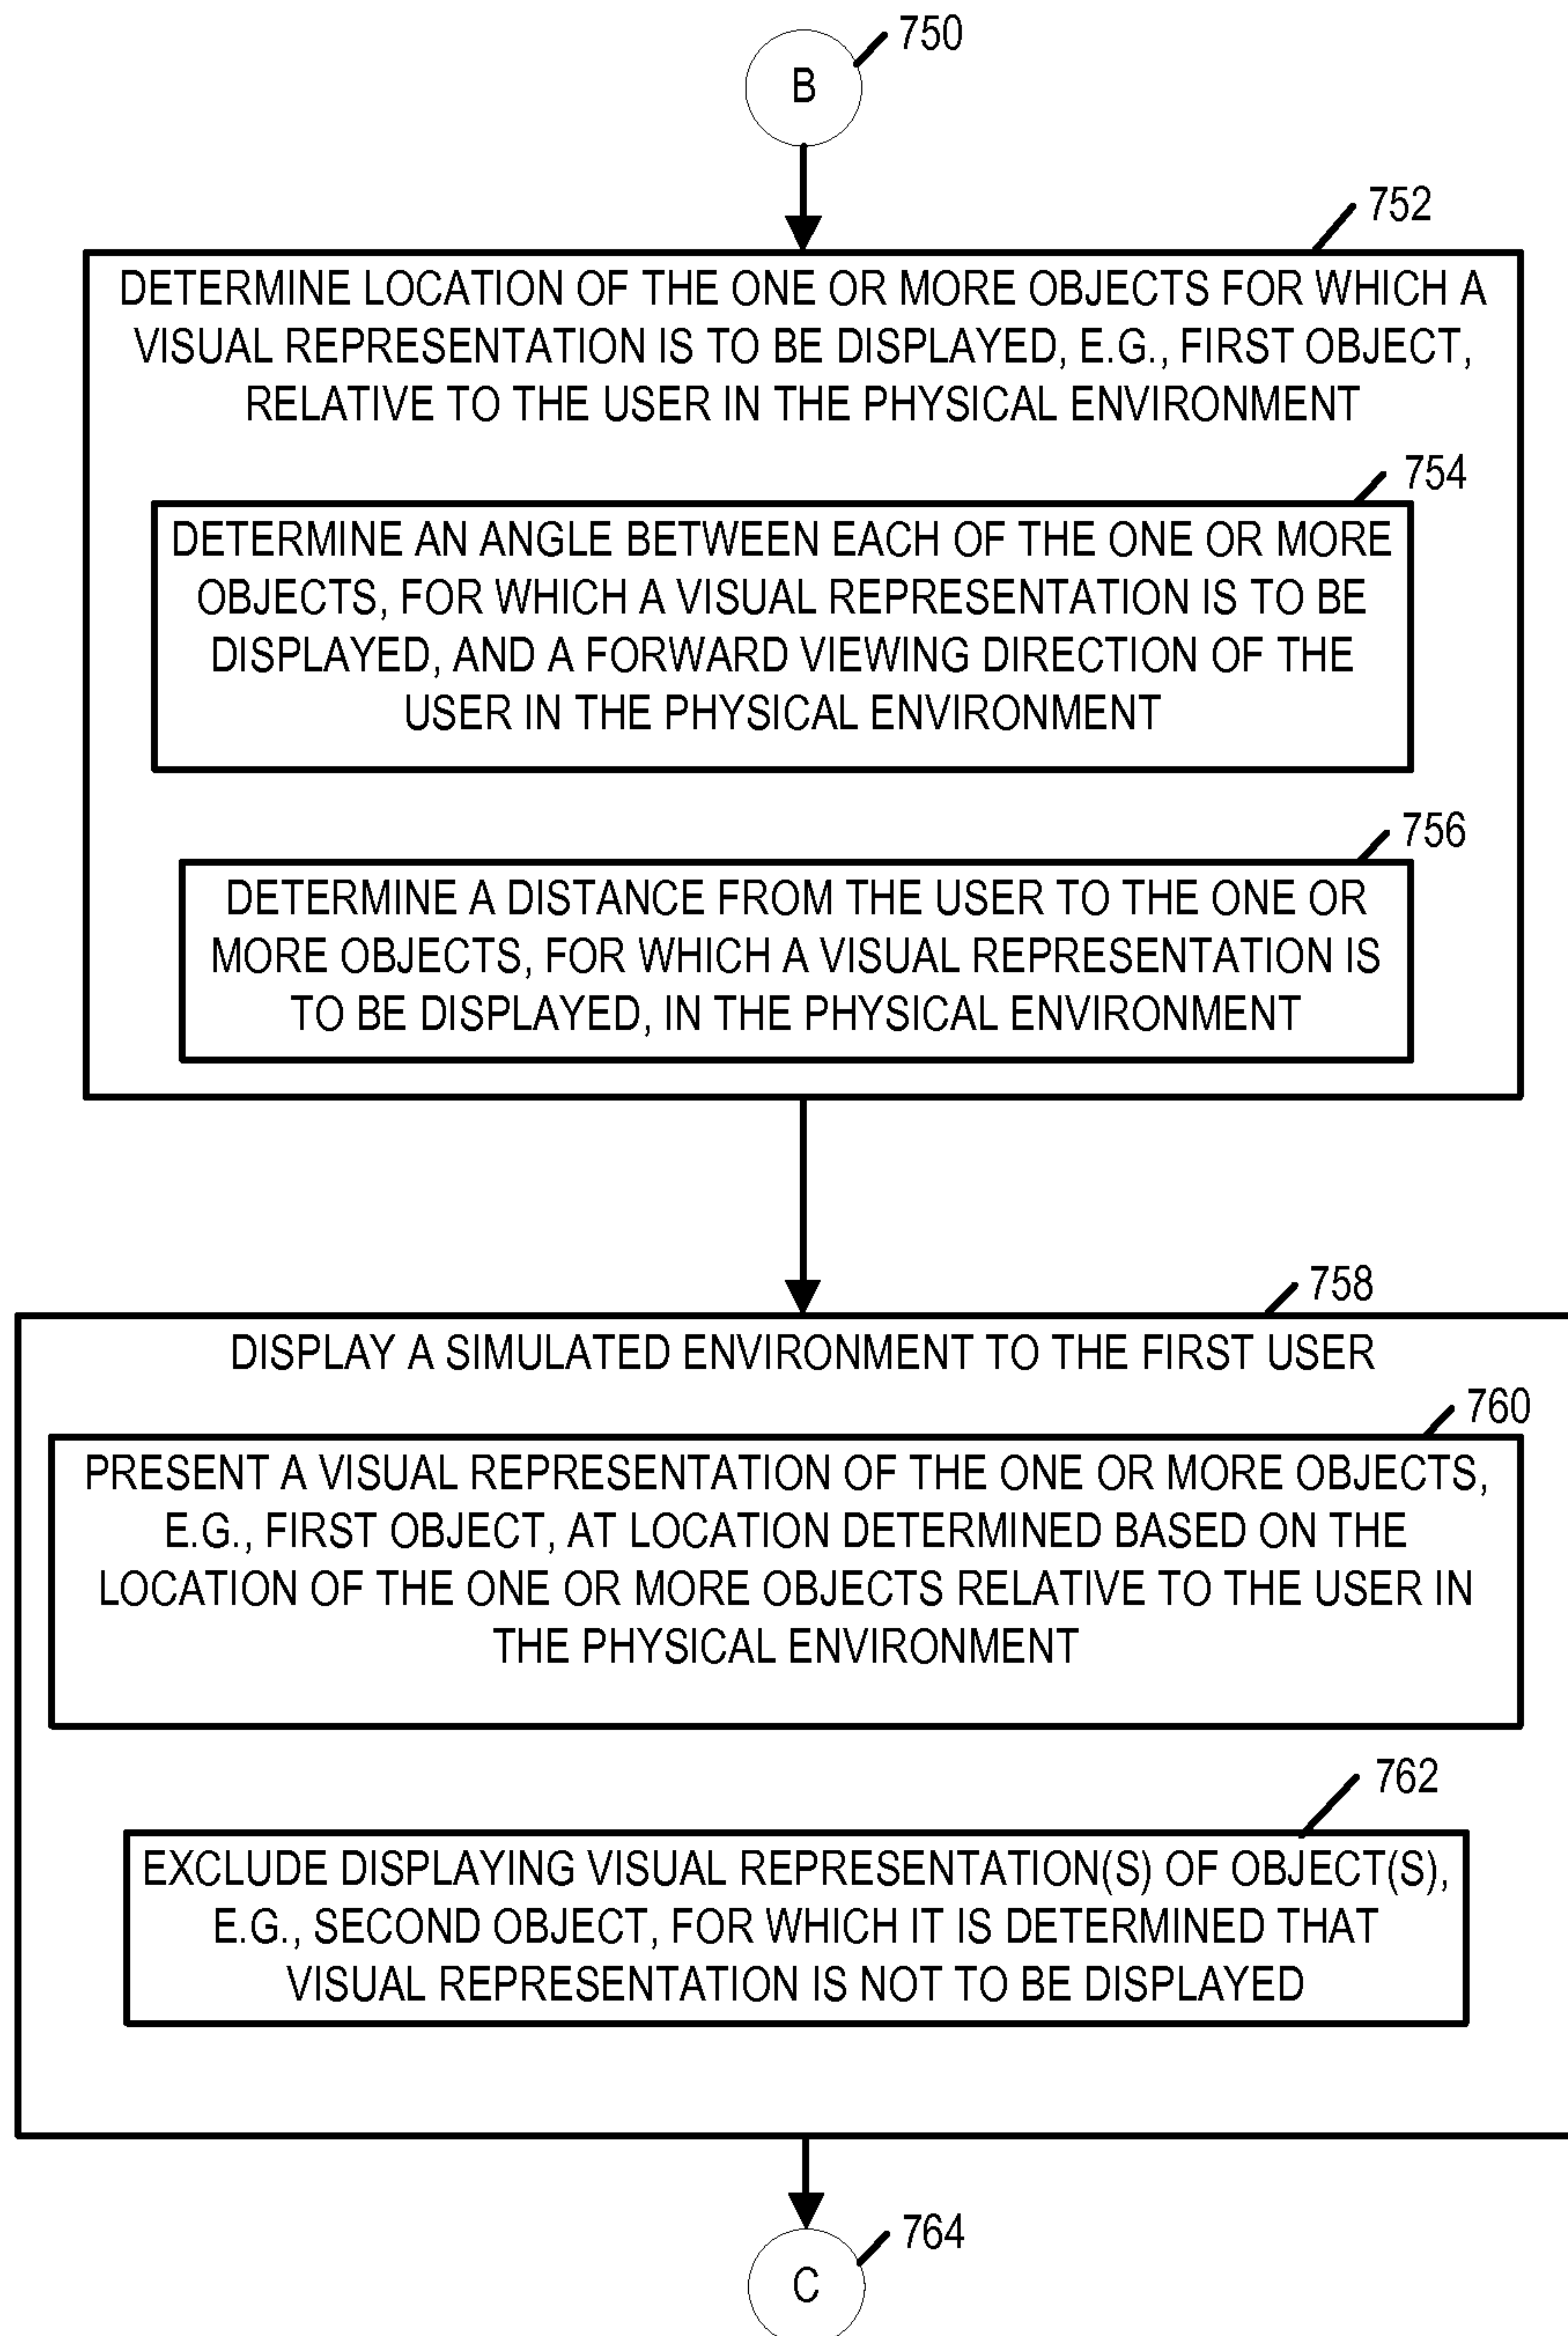 750
B
752
DETERMINE LOCATION OF THE ONE OR MORE OBJECTS FOR WHICH A
VISUAL REPRESENTATION IS TO BE DISPLAYED, E.G., FIRST OBJECT,
RELATIVE TO THE USER IN THE PHYSICAL ENVIRONMENT
754
DETERMINE AN ANGLE BETWEEN EACH OF THE ONE OR MORE
OBJECTS, FOR WHICH A VISUAL REPRESENTATION IS TO BE
DISPLAYED, AND A FORWARD VIEWING DIRECTION OF THE
USER IN THE PHYSICAL ENVIRONMENT
756
DETERMINE A DISTANCE FROM THE USER TO THE ONE OR
MORE OBJECTS, FOR WHICH A VISUAL REPRESENTATION IS
TO BE DISPLAYED, IN THE PHYSICAL ENVIRONMENT
758
DISPLAY A SIMULATED ENVIRONMENT TO THE FIRST USER
760
PRESENT A VISUAL REPRESENTATION OF THE ONE OR MORE OBJECTS,
E.G., FIRST OBJECT, AT LOCATION DETERMINED BASED ON THE
LOCATION OF THE ONE OR MORE OBJECTS RELATIVE TO THE USER IN
THE PHYSICAL ENVIRONMENT
762
EXCLUDE DISPLAYING VISUAL REPRESENTATION(S) OF OBJECT(S),
E.G., SECOND OBJECT, FOR WHICH IT IS DETERMINED THAT
VISUAL REPRESENTATION IS NOT TO BE DISPLAYED
764
C